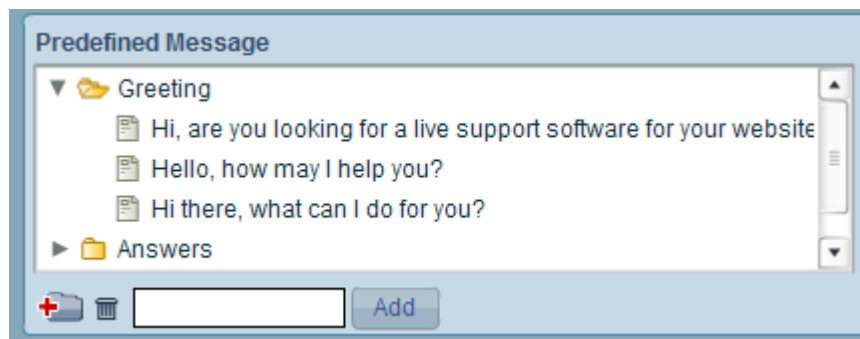 Predefined Message
Greeting
Hi, are you looking for a live support software for your website
Hello, how may I help you?
Hi there, what can I do for you?
Answers
Add